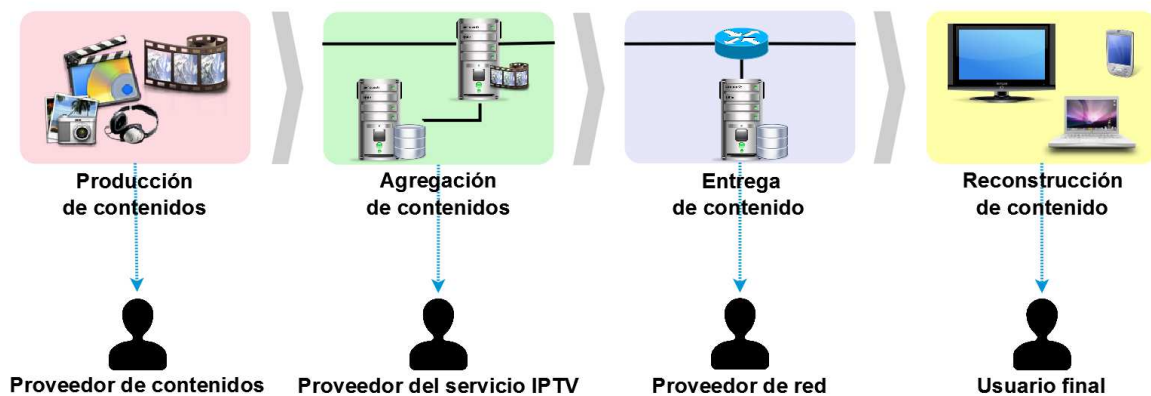 Producción
de contenidos
Agregación
de contenidos
Entrega
de contenido
Reconstrucción
de contenido
Proveedor de contenidos
Proveedor del servicio IPTV
Proveedor de red
Usuario final